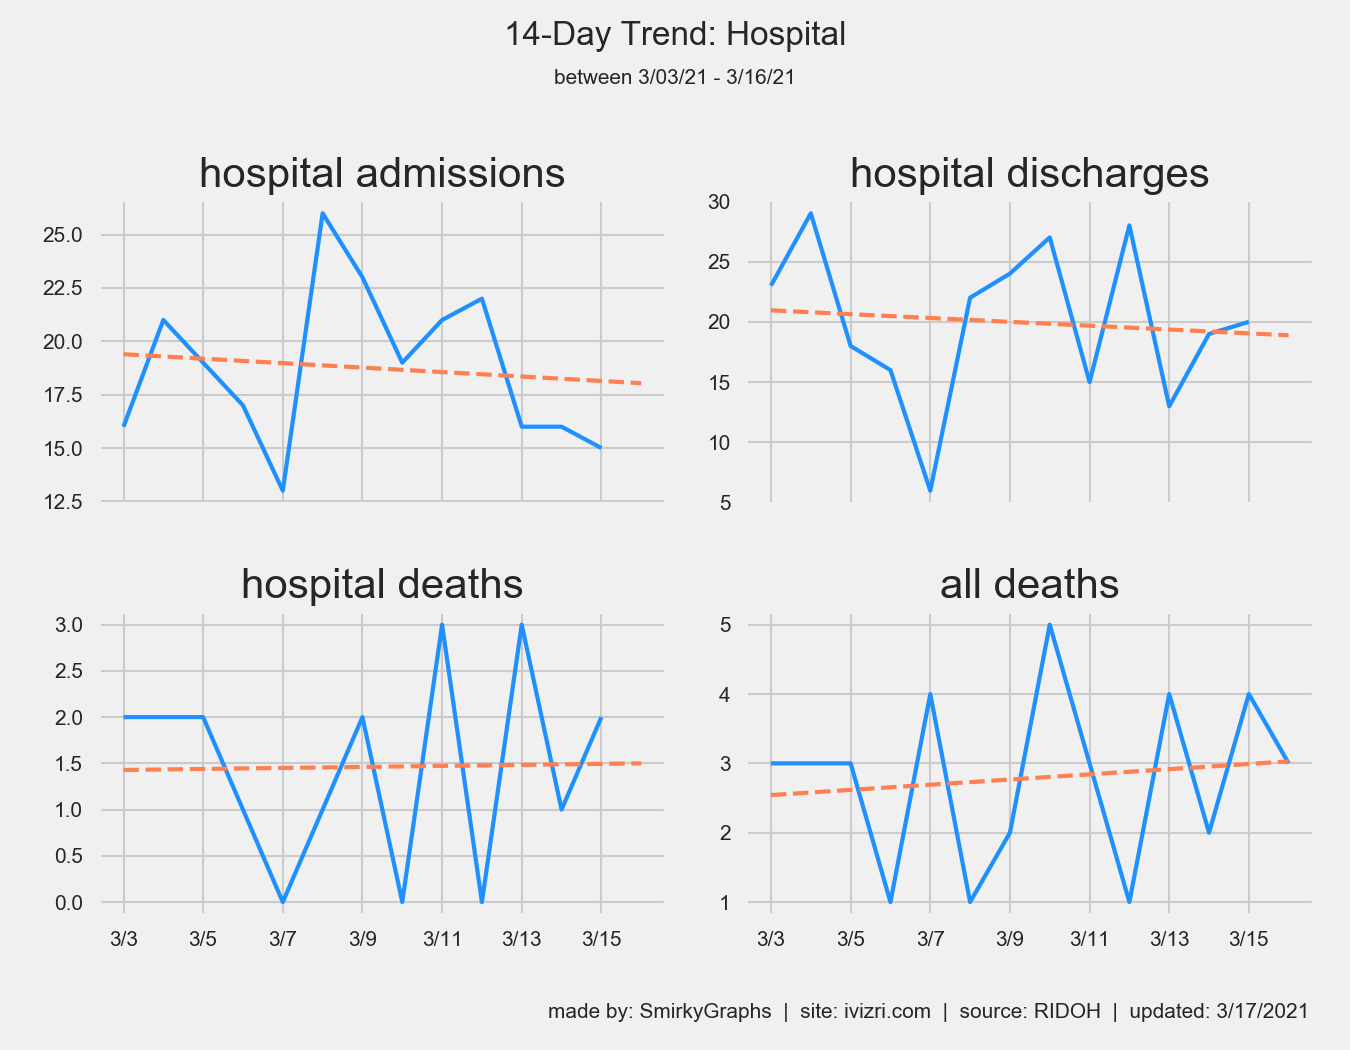 14-Day Trend: Hospital
between 3/03/21 - 3/16/21
hospital admissions
25.0
22.5
20.0
17.5
15.0
12.5
hospital discharges
30
25
20
15
10
5
hospital deaths
3.0
2.5
2.0
1.5
1.0
0.5
0.0
3/3 3/5 3/7 3/9 3/11 3/13 3/15
all deaths
5
4
3
2
1
3/3 3/5 3/7 3/9 3/11 3/13 3/15
made by: SmirkyGraphs | site: ivizri.com | source: RIDOH | updated: 3/17/2021